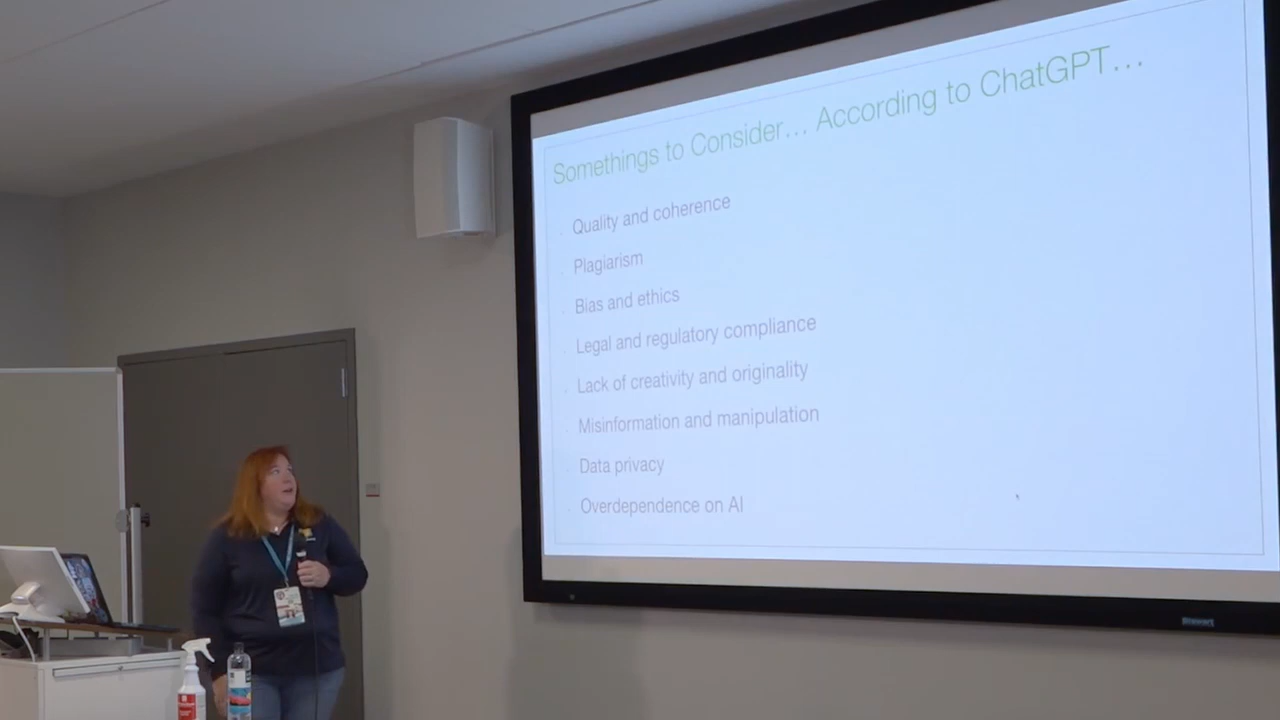 Somethings to Consider... According to ChatGPT...
Quality and coherence
Plagiarism
Bias and ethics
Legal and regulatory compliance
Lack of creativity and originality
Misinformation and manipulation
Data privacy
Overdependence on AI
Stewart